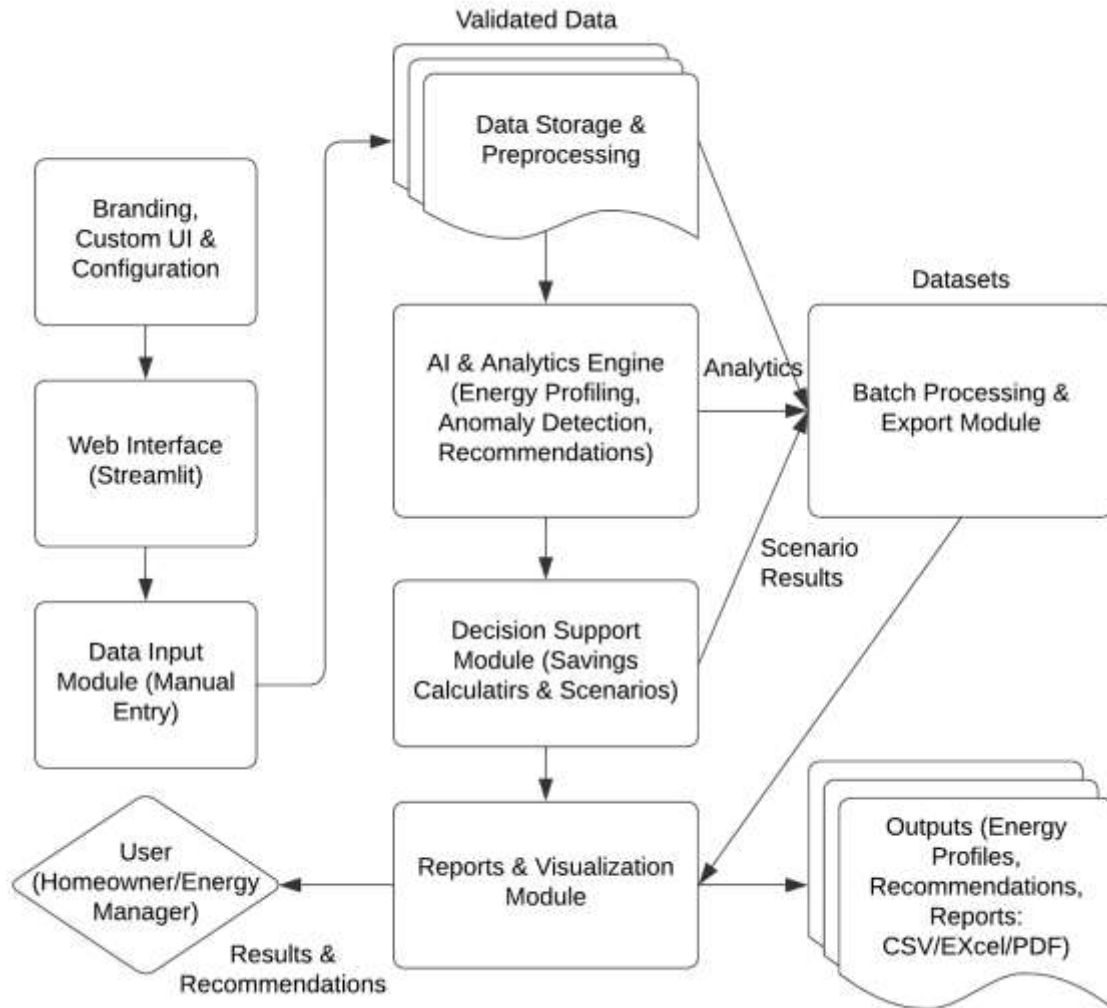 Validated Data
Data Storage &
Preprocessing
Branding,
Custom UI &
Configuration
Datasets
AI & Analytics Engine
(Energy Profiling,
Anomaly Detection,
Recommendations)
Analytics
Batch Processing &
Export Module
Web Interface
(Streamlit)
Scenario
Results
Data Input
Module (Manual
Entry)
Decision Support
Module (Savings
Calculatirs & Scenarios)
User
(Homeowner/Energy
Manager)
Reports & Visualization
Module
Outputs (Energy
Profiles,
Recommendations,
Reports:
CSV/EXcel/PDF)
Results &
Recommendations